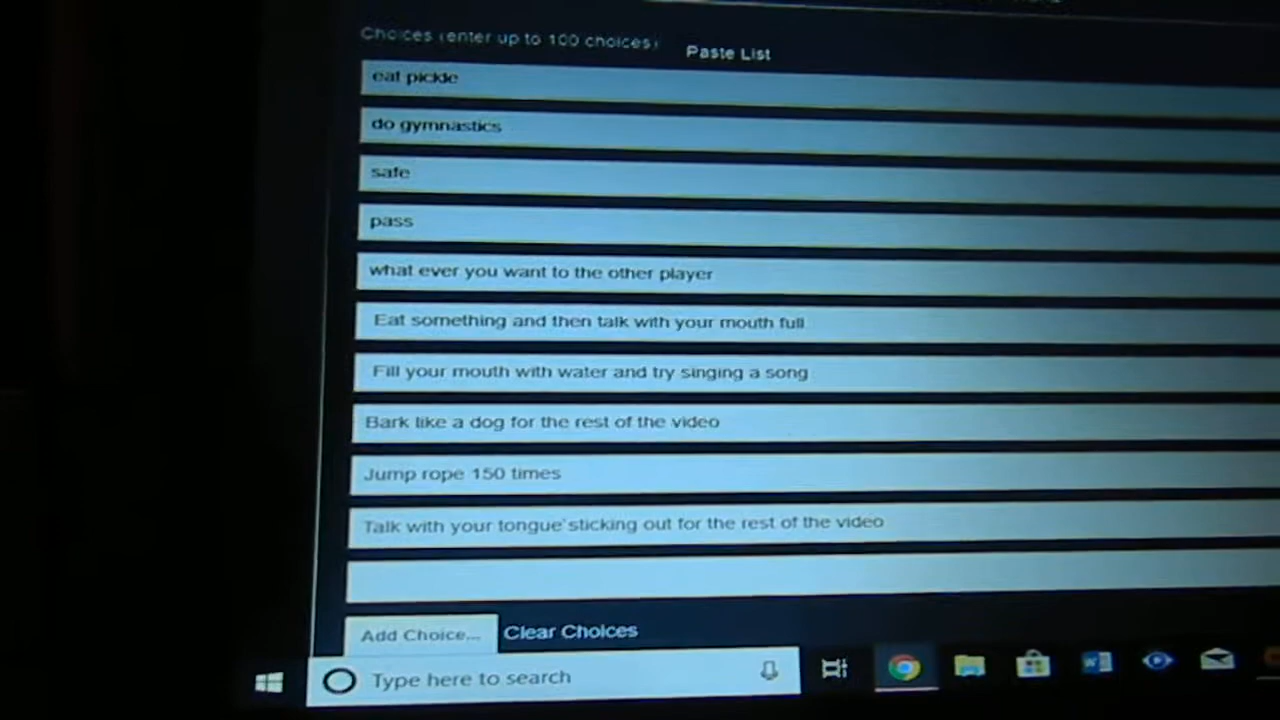 Choices (enter up to 100 choices)
Paste List
eat pickle
do gymnastics
safe
pass
what ever you want to the other player
Eat something and then talk with your mouth full
Fill your mouth with water and try singing a song
Bark like a dog for the rest of the video
Jump rope 150 times
Talk with your tongue sticking out for the rest of the video
Add Choice...
Clear Choices
Type here to search